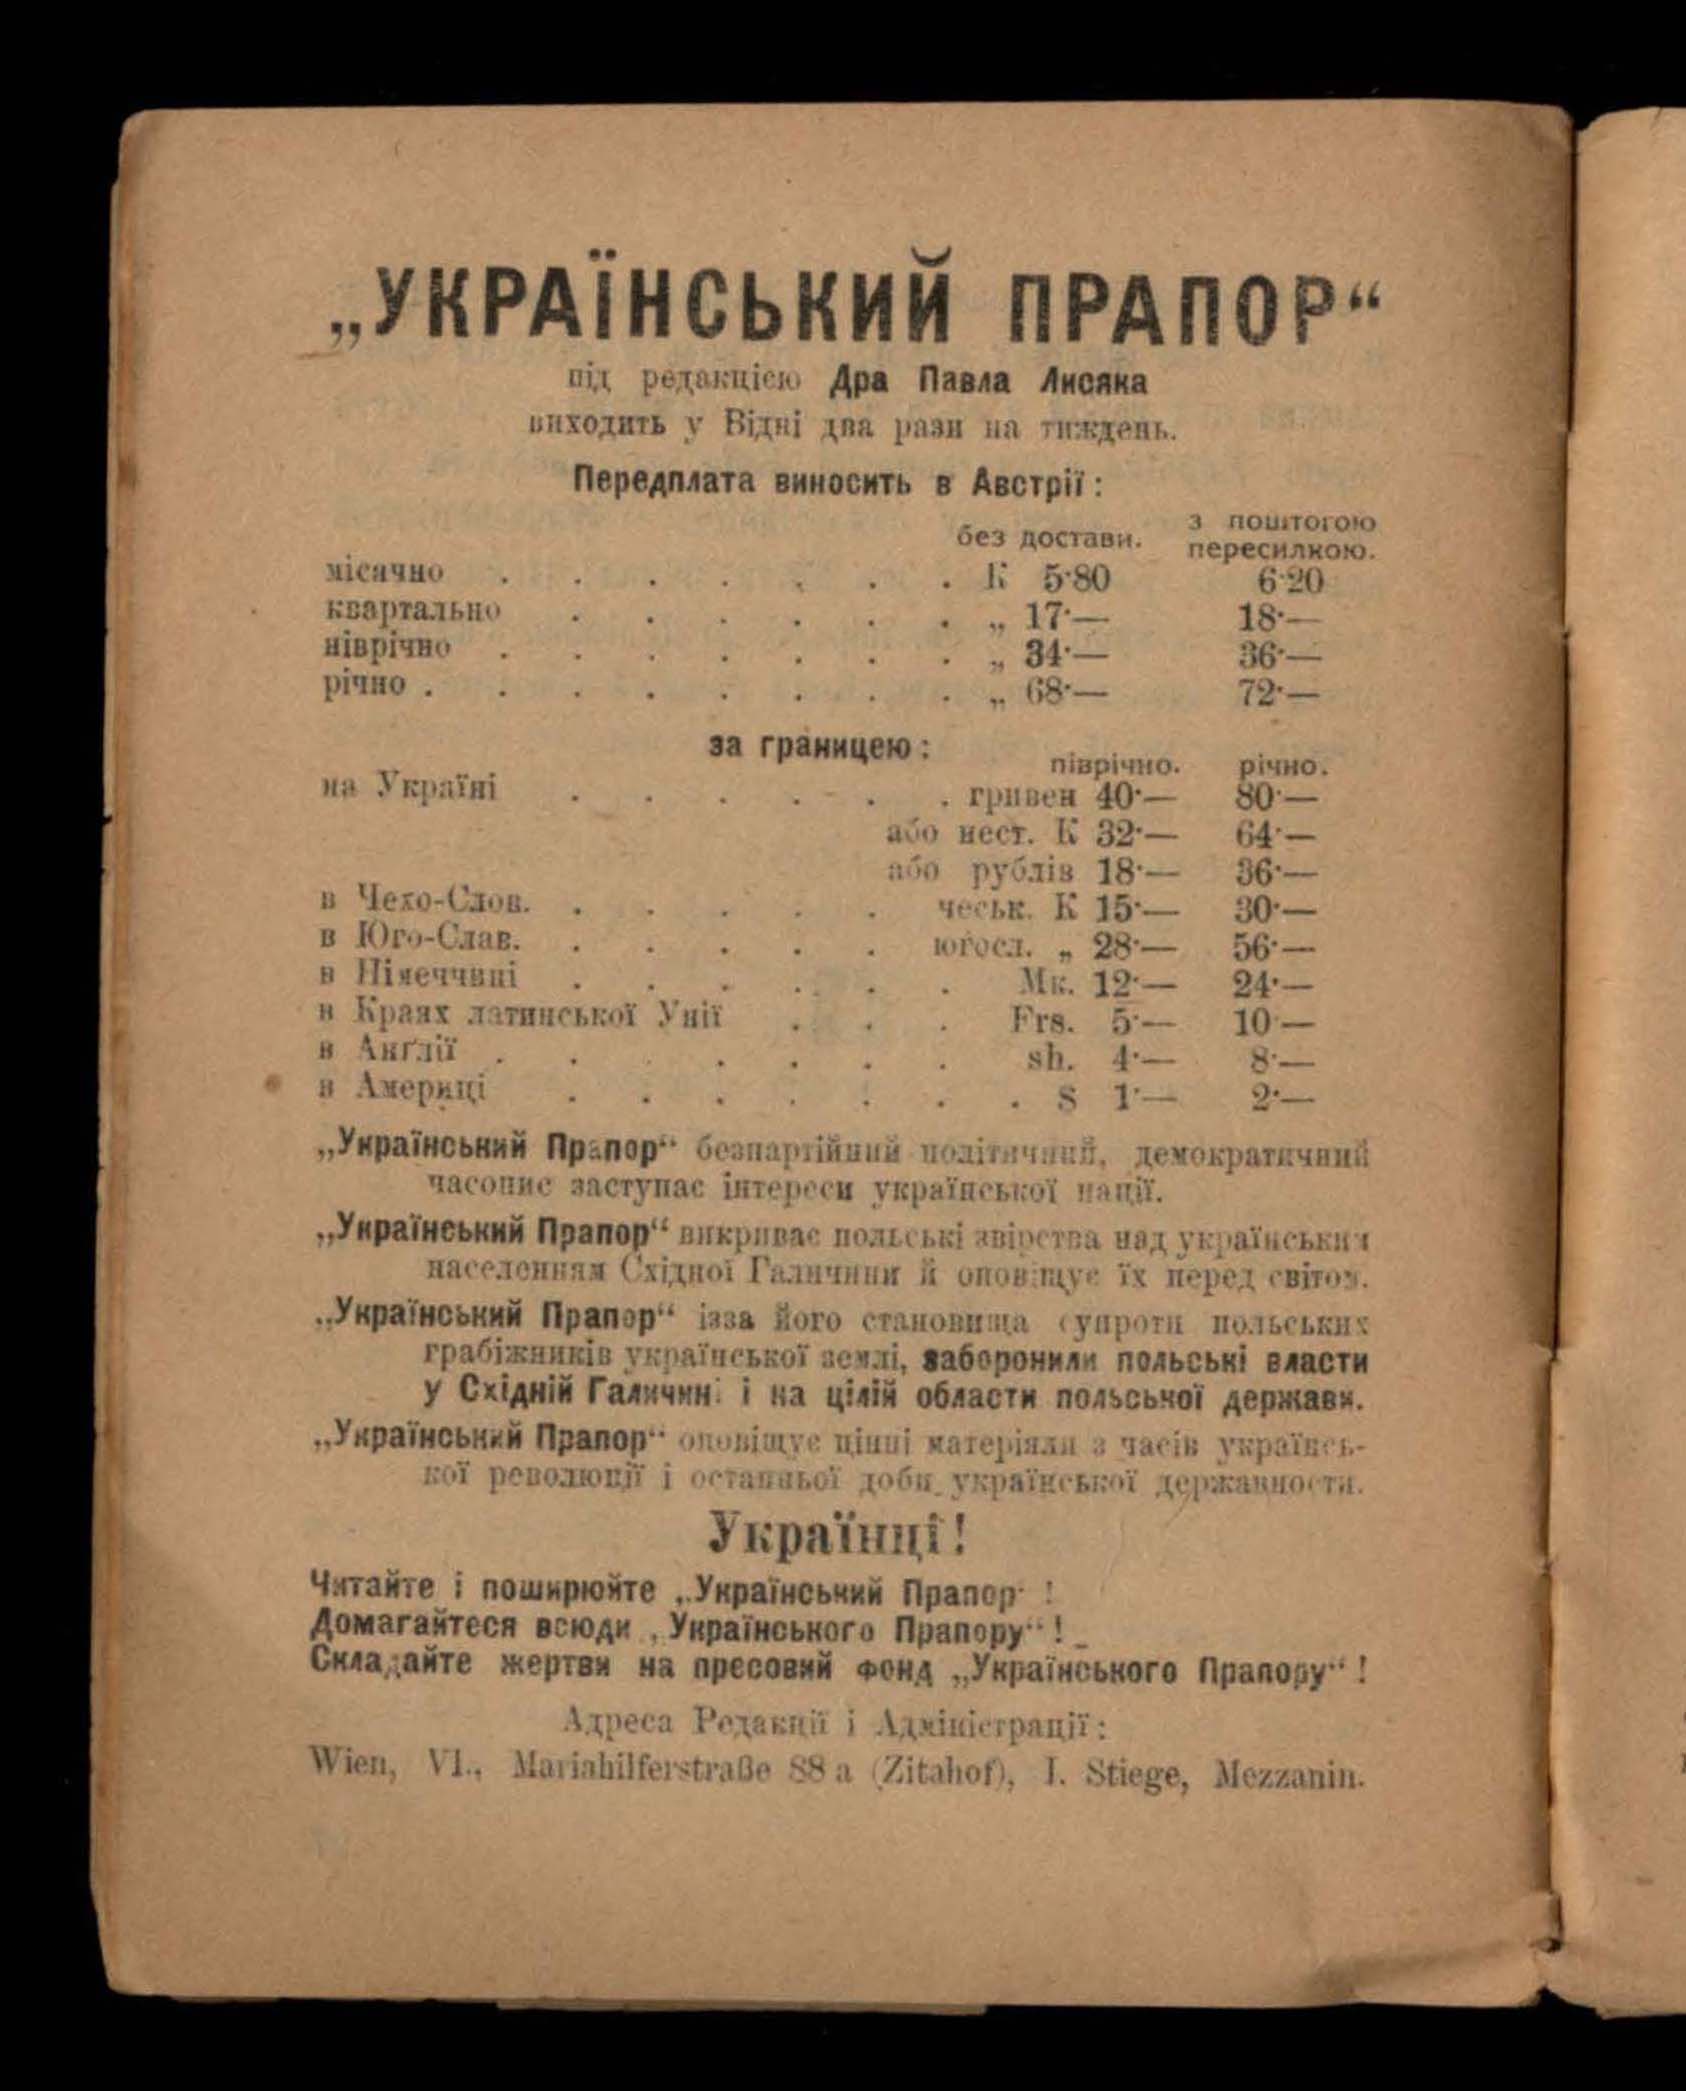 „УКРАЇНСЬКИЙ ПРАПОР“
під редакцією Дра Павла Лисяка
виходить у Відні два рази на тиждень.
Передплата виносить в Австрії:
без достави. з поштогою пересилкою.
місячно . . . . . . . К 5·80 6·20
квартально . . . . . . „ 17·— 18·—
піврічно . . . . . . . „ 34·— 36·—
річно . . . . . . . . „ 68·— 72·—
за границею:
піврічно. річно.
на Україні . . . . . . гривен 40·— 80·—
або нест. К 32·— 64·—
або рублів 18·— 36·—
в Чехо-Слов. . . . . . чеськ. К 15·— 30·—
в Юго-Слав. . . . . . юґосл. „ 28·— 56·—
в Німеччині . . . . . . Мк. 12·— 24·—
в Краях латинської Унії . . . Frs. 5·— 10·—
в Анґлії . . . . . . . sh. 4·— 8·—
в Америці . . . . . . . S 1·— 2·—
„Український Прапор“ безпартійний політичний, демократичний
часопис заступає інтереси української нації.
„Український Прапор“ викриває польські звірства над українським
населенням Східної Галичини й оповіщує їх перед світом.
„Український Прапор“ ізза його становища супроти польських
грабіжників української землі, заборонили польські власти
у Східній Галичині і на цілій области польської держави.
„Український Прапор“ оповіщує цінні матеріяли з часів українсь-
кої революції і останньої доби української державности.
Українці!
Читайте і поширюйте „Український Прапор“ !
Домагайтеся всюди „Українського Прапору“ !
Складайте жертви на пресовий фонд „Українського Прапору“ !
Адреса Редакції і Адміністрації:
Wien, VI., Mariahilferstraße 88 a (Zitahof), I. Stiege, Mezzanin.